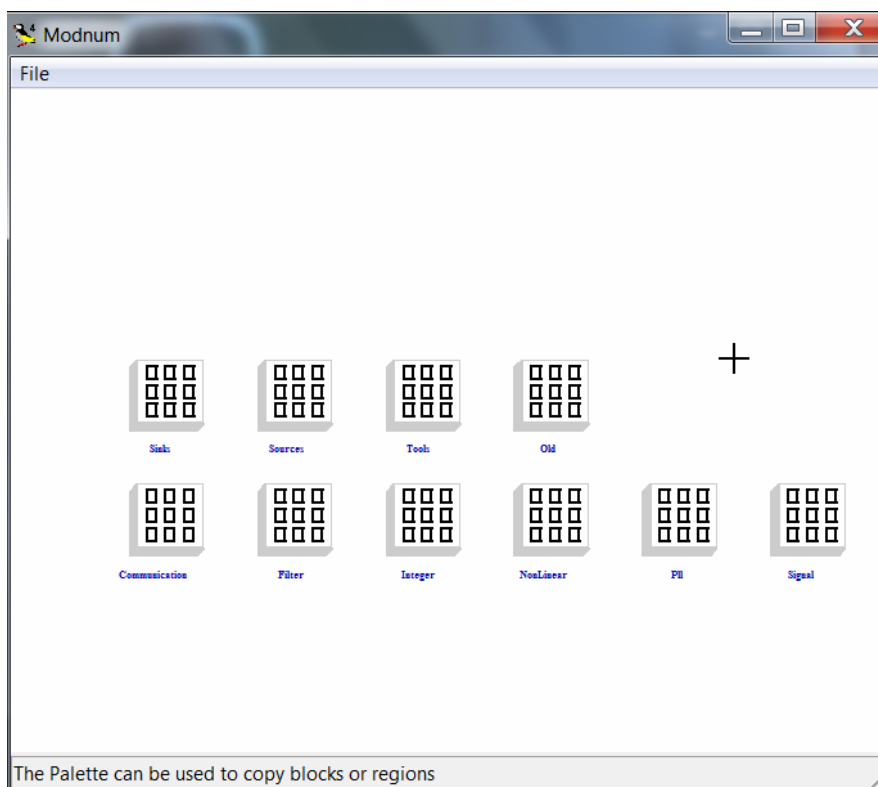 Modnum
File
Sinks Sources Tools Old
Communication Filter Integer NonLinear Pll Signal
The Palette can be used to copy blocks or regions